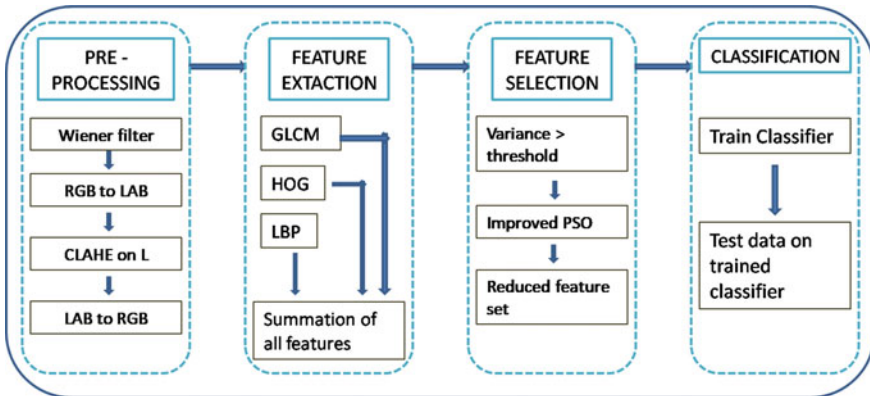 PRE -
PROCESSING
Wiener filter
RGB to LAB
CLAHE on L
LAB to RGB
FEATURE
EXTACTION
GLCM
HOG
LBP
Summation of
all features
FEATURE
SELECTION
Variance >
threshold
Improved PSO
Reduced feature
set
CLASSIFICATION
Train Classifier
Test data on
trained
classifier